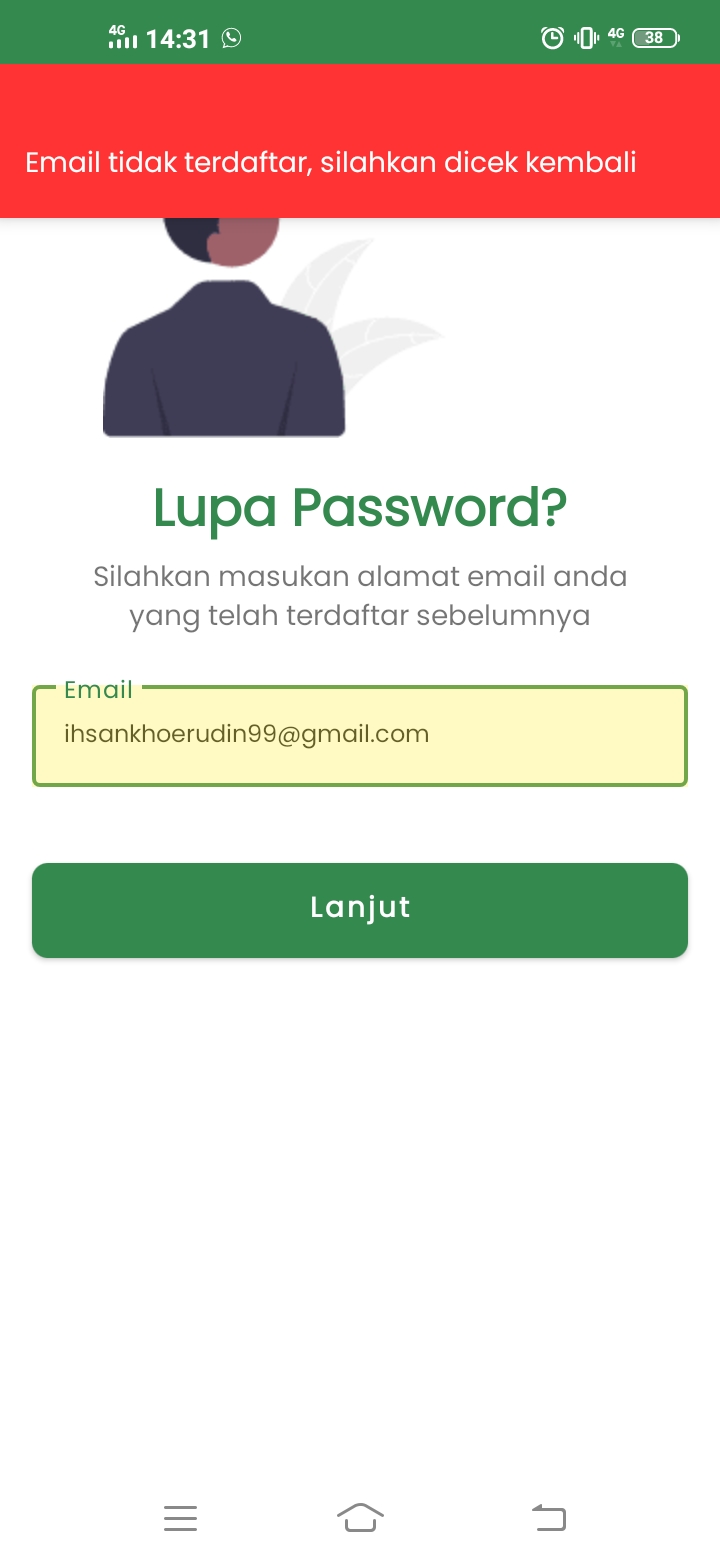 4G 14:31 4G 38
Email tidak terdaftar, silahkan dicek kembali
Lupa Password?
Silahkan masukan alamat email anda
yang telah terdaftar sebelumnya
Email
ihsankhoerudin99@gmail.com
Lanjut